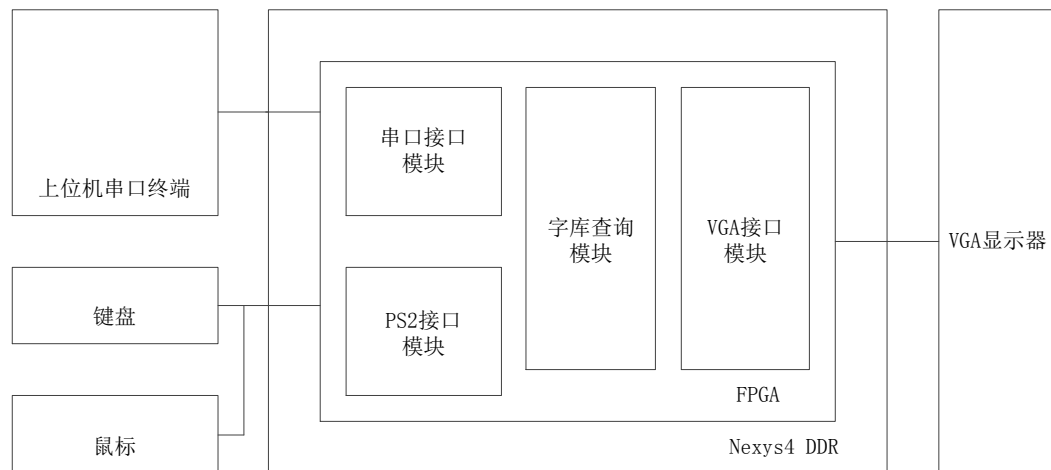 上位机串口终端
键盘
鼠标
串口接口
模块
PS2接口
模块
字库查询
模块
VGA接口
模块
FPGA
Nexys4 DDR
VGA显示器